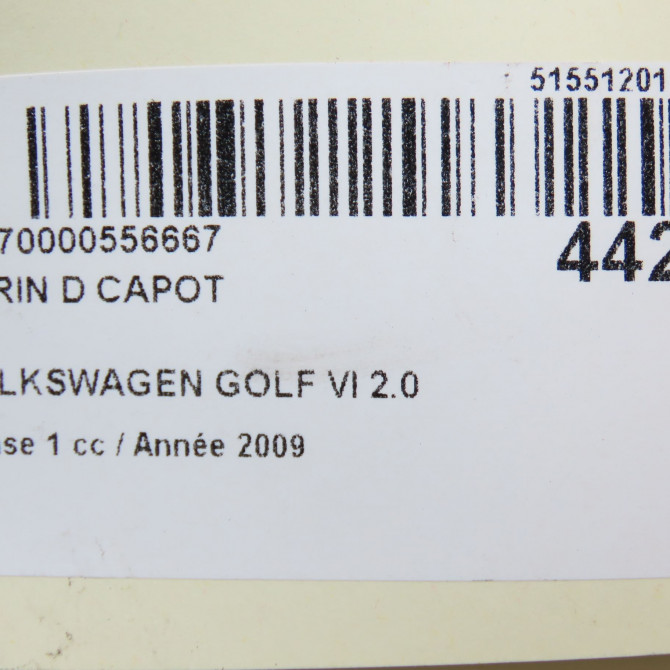 51551201
70000556667
442
RIN D CAPOT
LKSWAGEN GOLF VI 2.0
se 1 cc / Année 2009